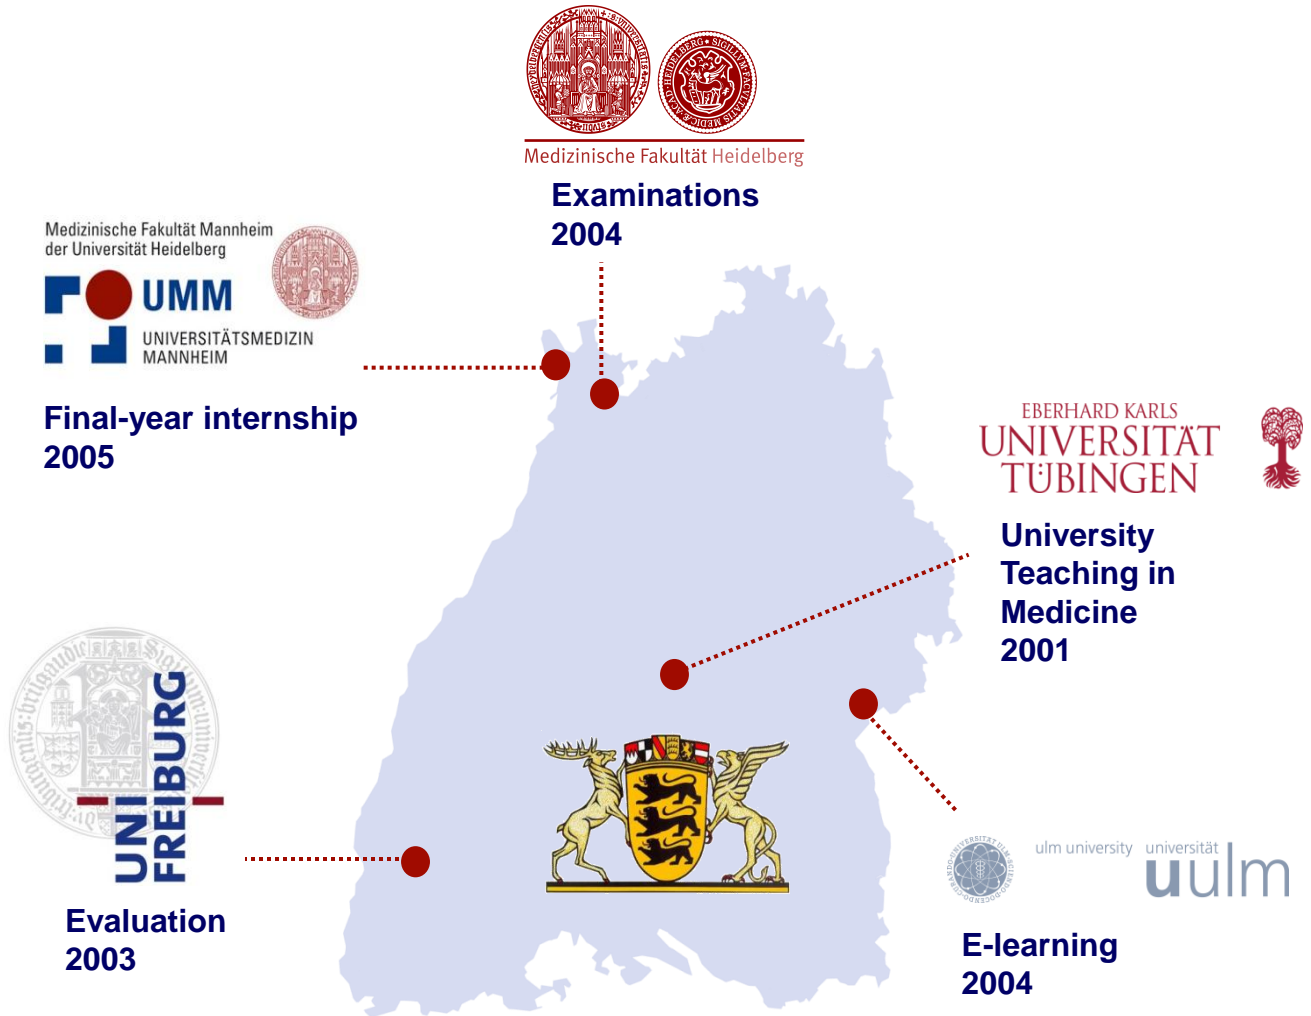 Medizinische Fakultät Heidelberg
Examinations
2004
Medizinische Fakultät Mannheim
der Universität Heidelberg
UMM
UNIVERSITÄTSMEDIZIN
MANNHEIM
Final-year internship
2005
EBERHARD KARLS
UNIVERSITÄT
TÜBINGEN
University
Teaching in
Medicine
2001
UNI
FREIBURG
Evaluation
2003
ulm university universität
uulm
E-learning
2004